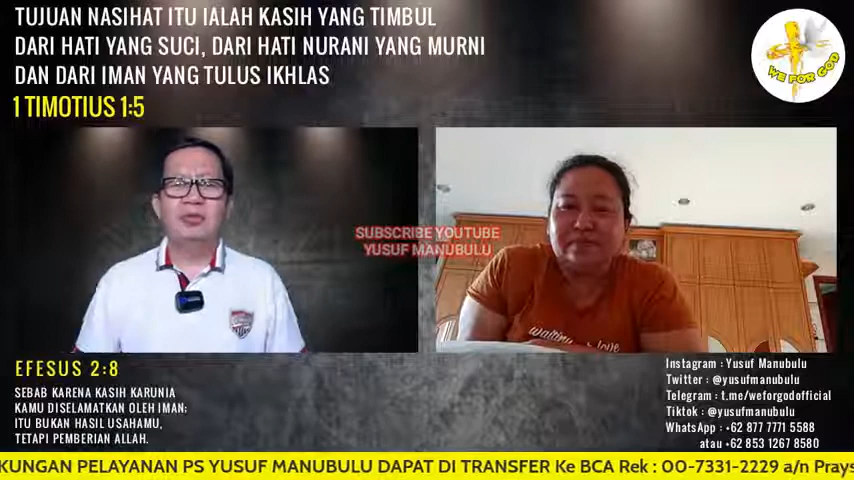 TUJUAN NASIHAT ITU IALAH KASIH YANG TIMBUL
DARI HATI YANG SUCI, DARI HATI NURANI YANG MURNI
DAN DARI IMAN YANG TULUS IKHLAS
1 TIMOTIUS 1:5
WE FOR GOD
SUBSCRIBE YOUTUBE
YUSUF MANUBULU
EFESUS 2:8
SEBAB KARENA KASIH KARUNIA
KAMU DISELAMATKAN OLEH IMAN;
ITU BUKAN HASIL USAHAMU,
TETAPI PEMBERIAN ALLAH.
Instagram : Yusuf Manubulu
Twitter : @yusufmanubulu
Telegram : t.me/weforgodofficial
Tiktok : @yusufmanubulu
WhatsApp : +62 877 7771 5588
atau +62 853 1267 8580
KUNGAN PELAYANAN PS YUSUF MANUBULU DAPAT DI TRANSFER Ke BCA Rek : 00-7331-2229 a/n Prays